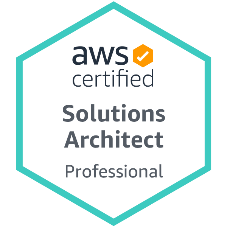 aws
certified
Solutions
Architect
Professional